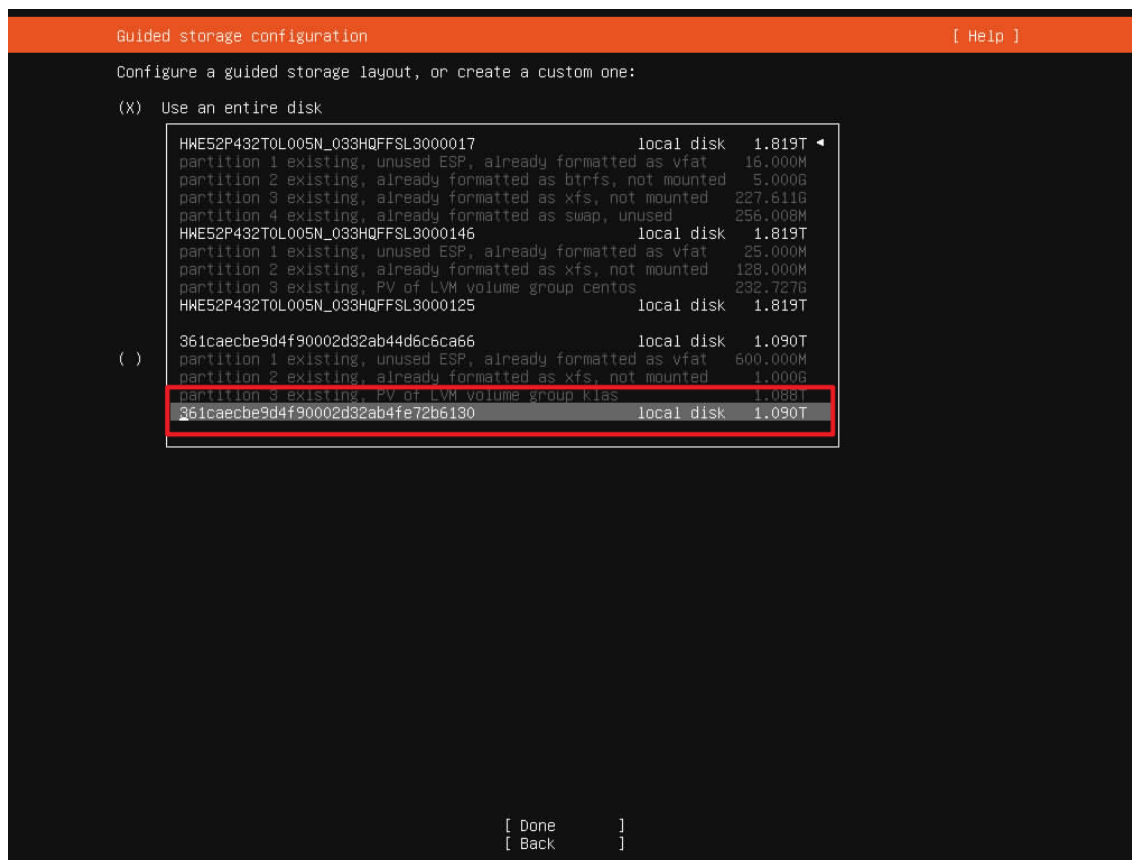 Guided storage configuration [ Help ]
Configure a guided storage layout, or create a custom one:
(X) Use an entire disk
HWE52P432T0L005N_033HQFFSL3000017 local disk 1.819T ◂
partition 1 existing, unused ESP, already formatted as vfat 16.000M
partition 2 existing, already formatted as btrfs, not mounted 5.000G
partition 3 existing, already formatted as xfs, not mounted 227.611G
partition 4 existing, already formatted as swap, unused 256.008M
HWE52P432T0L005N_033HQFFSL3000146 local disk 1.819T
partition 1 existing, unused ESP, already formatted as vfat 25.000M
partition 2 existing, already formatted as xfs, not mounted 128.000M
partition 3 existing, PV of LVM volume group centos 232.727G
HWE52P432T0L005N_033HQFFSL3000125 local disk 1.819T
361caecbe9d4f90002d32ab44d6c6ca66 local disk 1.090T
( ) partition 1 existing, unused ESP, already formatted as vfat 600.000M
partition 2 existing, already formatted as xfs, not mounted 1.000G
partition 3 existing, PV of LVM volume group klas 1.088T
361caecbe9d4f90002d32ab4fe72b6130 local disk 1.090T
[ Done ]
[ Back ]